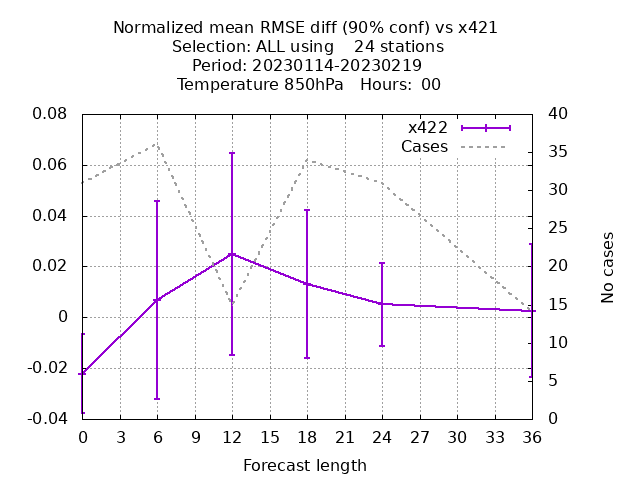 Normalized mean RMSE diff (90% conf) vs x421
Selection: ALL using    24 stations
Period: 20230114-20230219
Temperature 850hPa   Hours:  00
x422
Cases
0.08
0.06
0.04
0.02
0
-0.02
-0.04
40
35
30
25
20
15
10
5
0
No cases
0 3 6 9 12 15 18 21 24 27 30 33 36
Forecast length